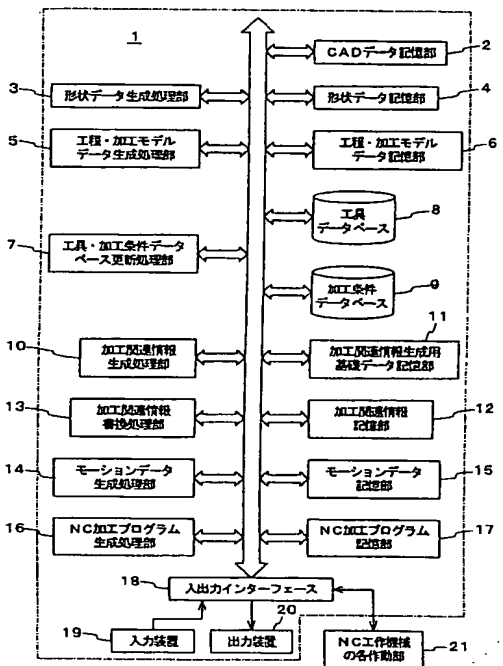 1
CADデータ記憶部
2
3
形状データ生成処理部
形状データ記憶部
4
5
工程・加工モデル
データ生成処理部
工程・加工モデル
データ記憶部
6
工具
データベース
8
7
工具・加工条件データ
ベース更新処理部
加工条件
データベース
9
11
10
加工関連情報
生成処理部
加工関連情報生成用
基礎データ記憶部
13
加工関連情報
書換処理部
加工関連情報
記憶部
12
14
モーションデータ
生成処理部
モーションデータ
記憶部
15
16
NC加工プログラム
生成処理部
NC加工プログラム
記憶部
17
18
入出力インターフェース
19
入力装置
20
出力装置
NC工作機械
の各作動部
21